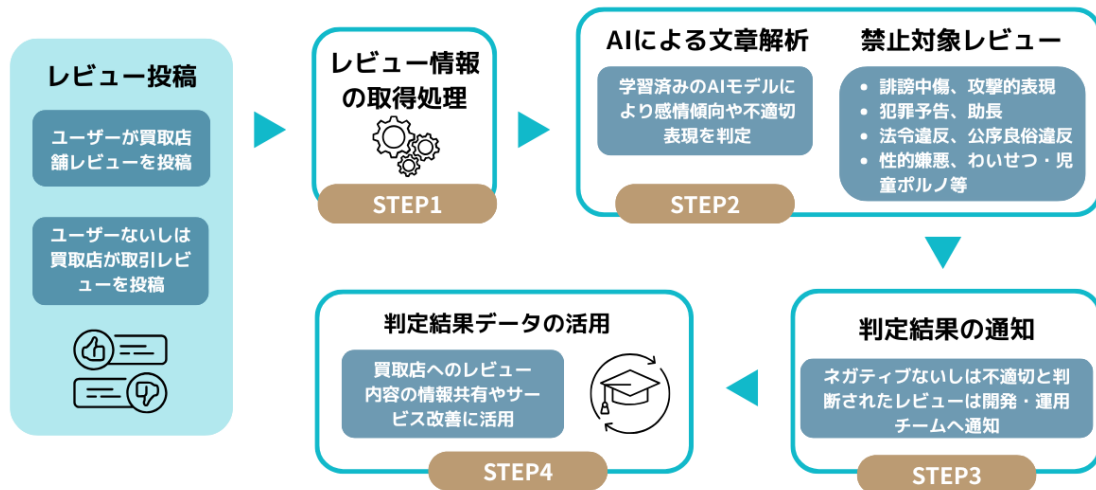 レビュー投稿
ユーザーが買取店
舗レビューを投稿
ユーザーないしは
買取店が取引レビ
ューを投稿
レビュー情報
の取得処理
STEP1
AIによる文章解析
学習済みのAIモデルに
より感情傾向や不適切
表現を判定
STEP2
禁止対象レビュー
• 誹謗中傷、攻撃的表現
• 犯罪予告、助長
• 法令違反、公序良俗違反
• 性的嫌悪、わいせつ・児
童ポルノ等
判定結果の通知
ネガティブないしは不適切と判
断されたレビューは開発・運用
チームへ通知
STEP3
判定結果データの活用
買取店へのレビュー
内容の情報共有やサー
ビス改善に活用
STEP4